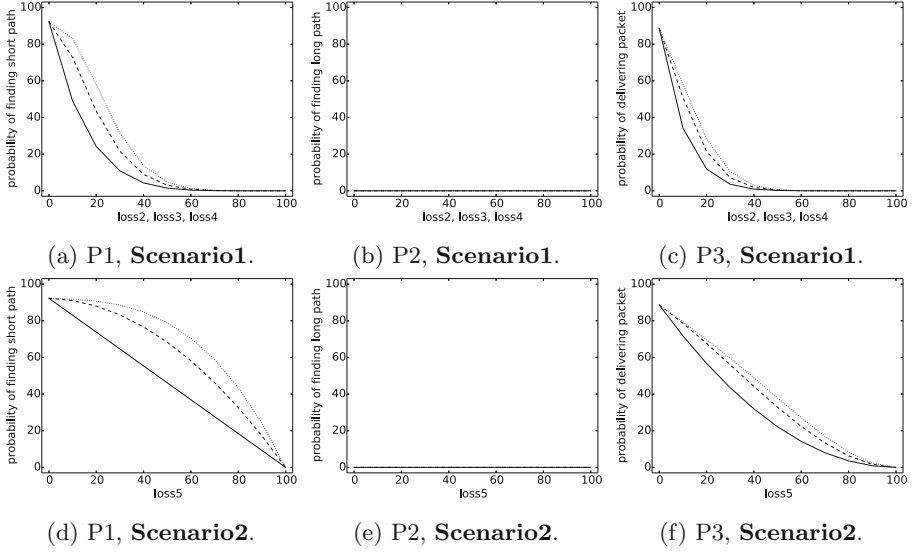 100
80
60
40
20
0
probability of finding short path
0 20 40 60 80 100
loss2, loss3, loss4
(a) P1, Scenario1.
100
80
60
40
20
0
probability of finding long path
0 20 40 60 80 100
loss2, loss3, loss4
(b) P2, Scenario1.
100
80
60
40
20
0
probability of delivering packet
0 20 40 60 80 100
loss2, loss3, loss4
(c) P3, Scenario1.
100
80
60
40
20
0
probability of finding short path
0 20 40 60 80 100
loss5
(d) P1, Scenario2.
100
80
60
40
20
0
probability of finding long path
0 20 40 60 80 100
loss5
(e) P2, Scenario2.
100
80
60
40
20
0
probability of delivering packet
0 20 40 60 80 100
loss5
(f) P3, Scenario2.